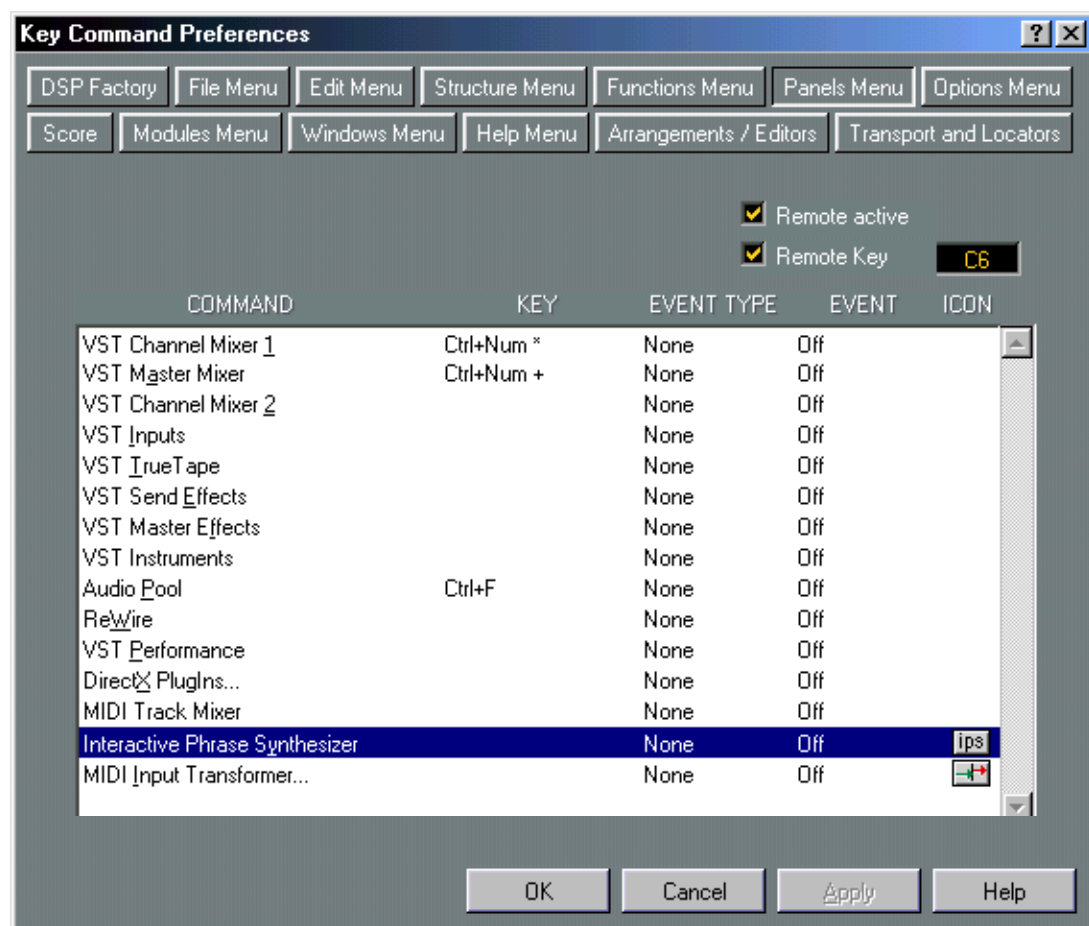 Key Command Preferences
DSP Factory File Menu Edit Menu Structure Menu Functions Menu Panels Menu Options Menu
Score Modules Menu Windows Menu Help Menu Arrangements / Editors Transport and Locators
Remote active
Remote Key C6
COMMAND KEY EVENT TYPE EVENT ICON
VST Channel Mixer 1 Ctrl+Num * None Off
VST Master Mixer Ctrl+Num + None Off
VST Channel Mixer 2 None Off
VST Inputs None Off
VST TrueTape None Off
VST Send Effects None Off
VST Master Effects None Off
VST Instruments None Off
Audio Pool Ctrl+F None Off
ReWire None Off
VST Performance None Off
DirectX PlugIns... None Off
MIDI Track Mixer None Off
Interactive Phrase Synthesizer None Off ips
MIDI Input Transformer... None Off
OK Cancel Apply Help